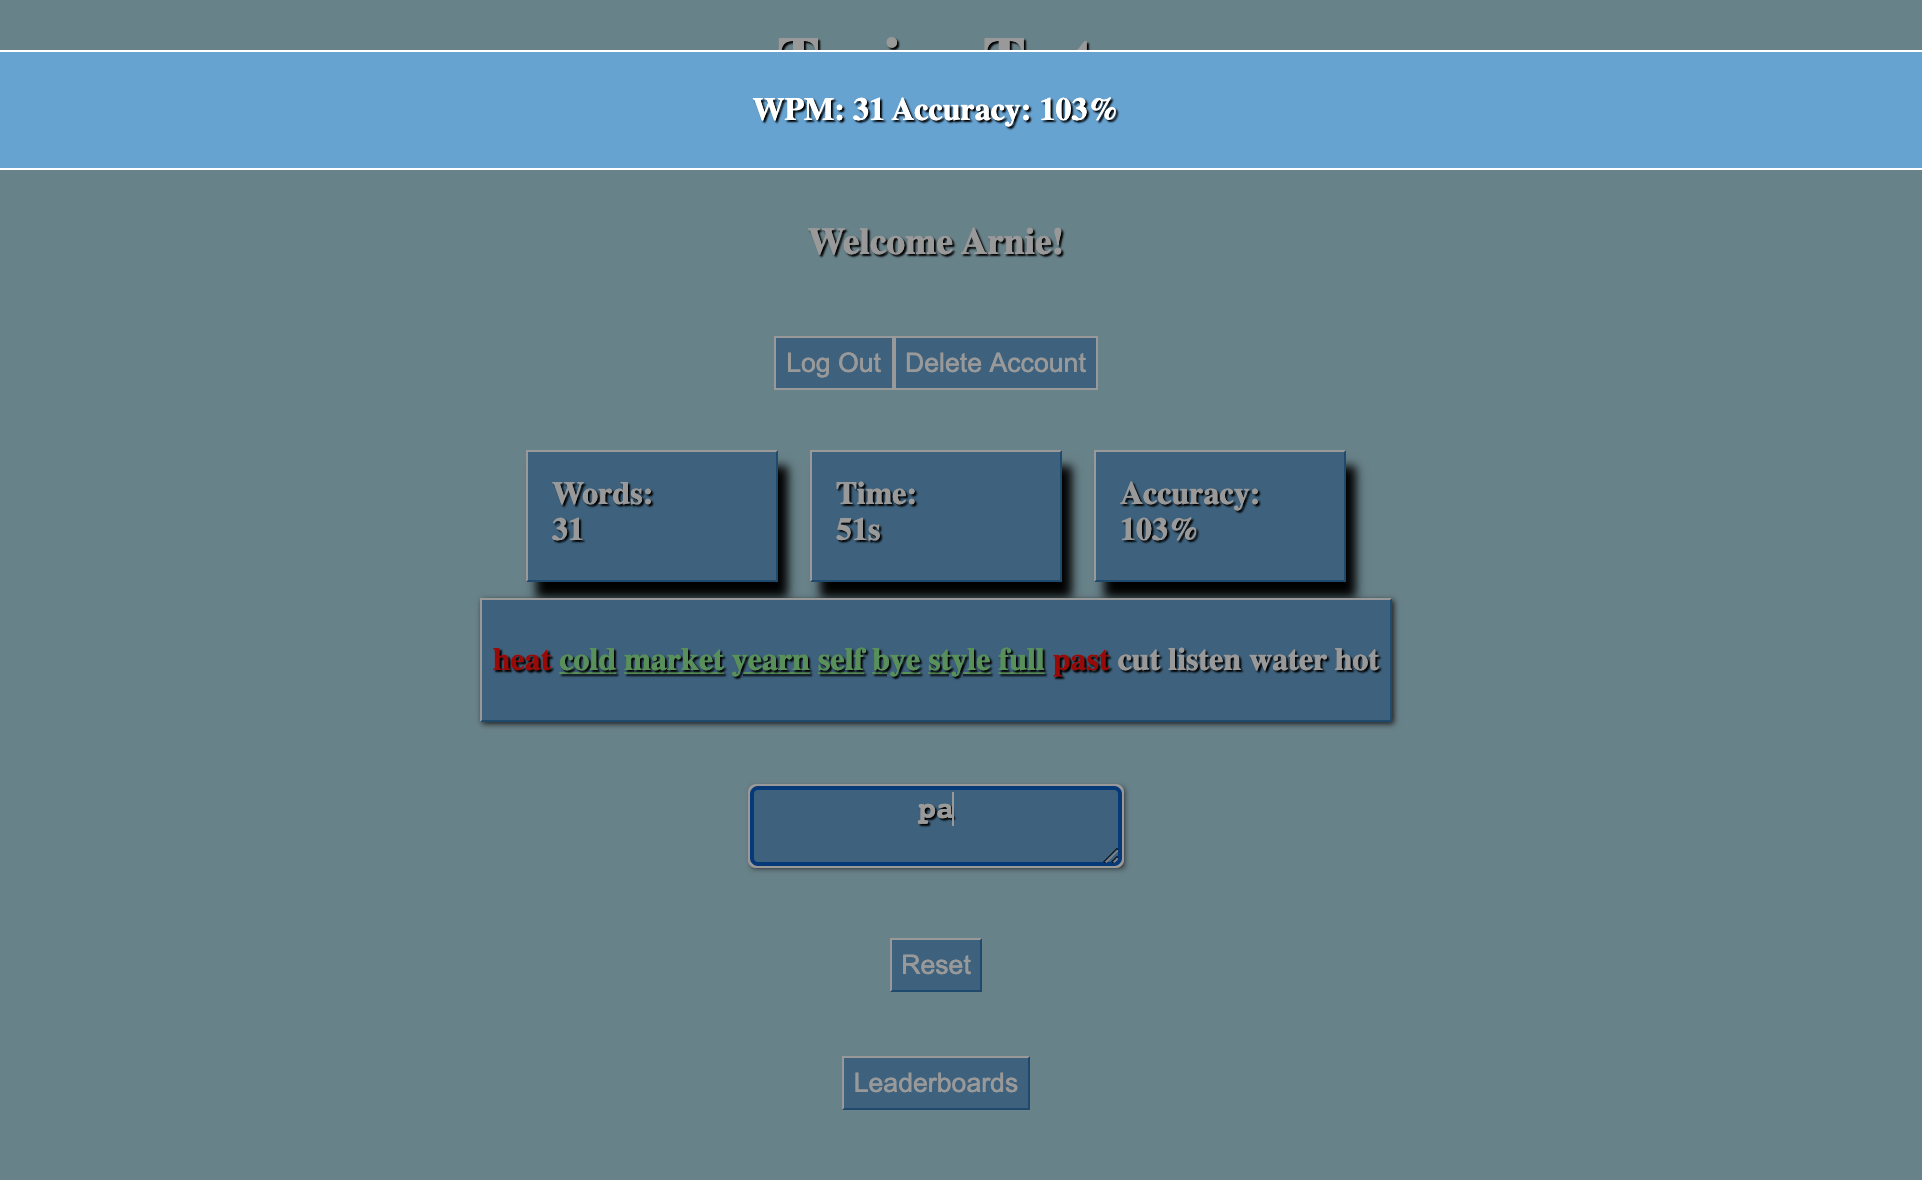 WPM: 31 Accuracy: 103%
Welcome Arnie!
Log Out Delete Account
Words:
31
Time:
51s
Accuracy:
103%
heat cold market yearn self bye style full past cut listen water hot
pa
Reset
Leaderboards